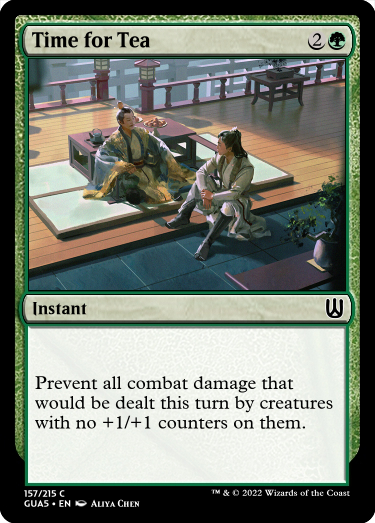 Time for Tea 2
Instant
Prevent all combat damage that
would be dealt this turn by creatures
with no +1/+1 counters on them.
157/215 C
GUA5 • EN Aliya Chen ™ & © 2022 Wizards of the Coast